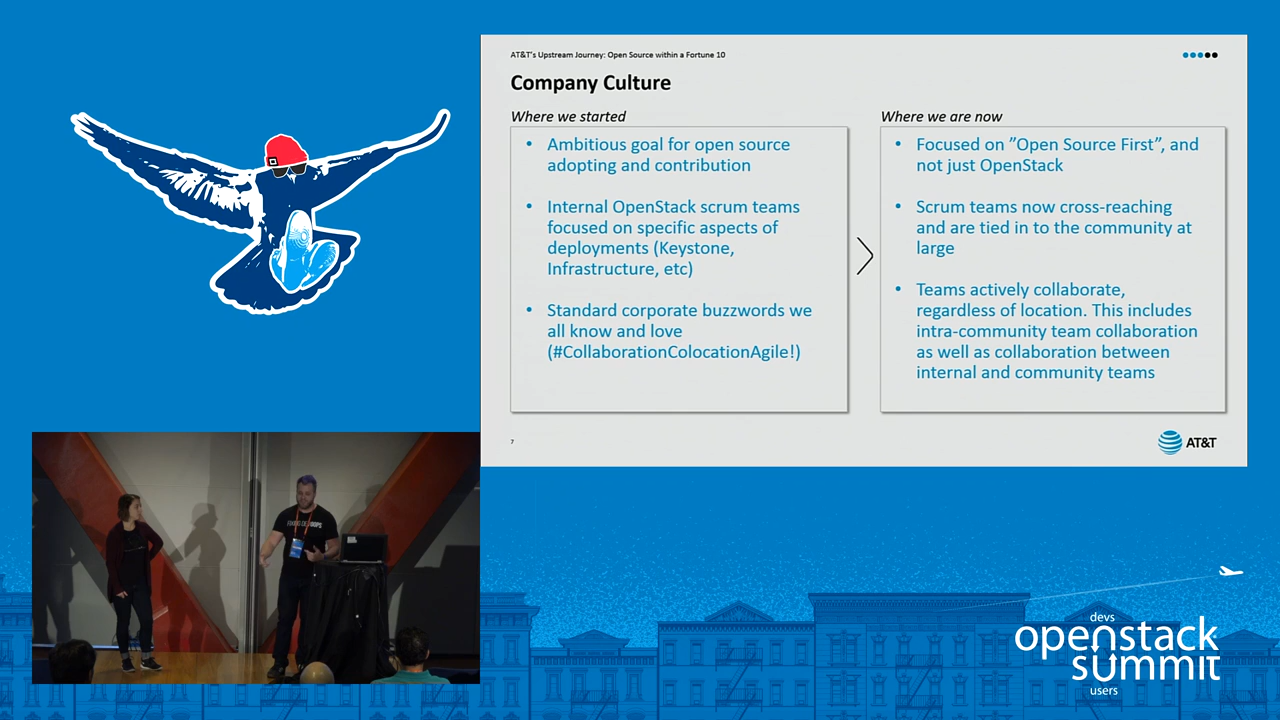 AT&T's Upstream Journey: Open Source within a Fortune 10
Company Culture
Where we started
• Ambitious goal for open source
adopting and contribution
• Internal OpenStack scrum teams
focused on specific aspects of
deployments (Keystone,
Infrastructure, etc)
• Standard corporate buzzwords we
all know and love
(#CollaborationColocationAgile!)
Where we are now
• Focused on ”Open Source First”, and
not just OpenStack
• Scrum teams now cross-reaching
and are tied in to the community at
large
• Teams actively collaborate,
regardless of location. This includes
intra-community team collaboration
as well as collaboration between
internal and community teams
7
AT&T
devs
openstack
summit
users